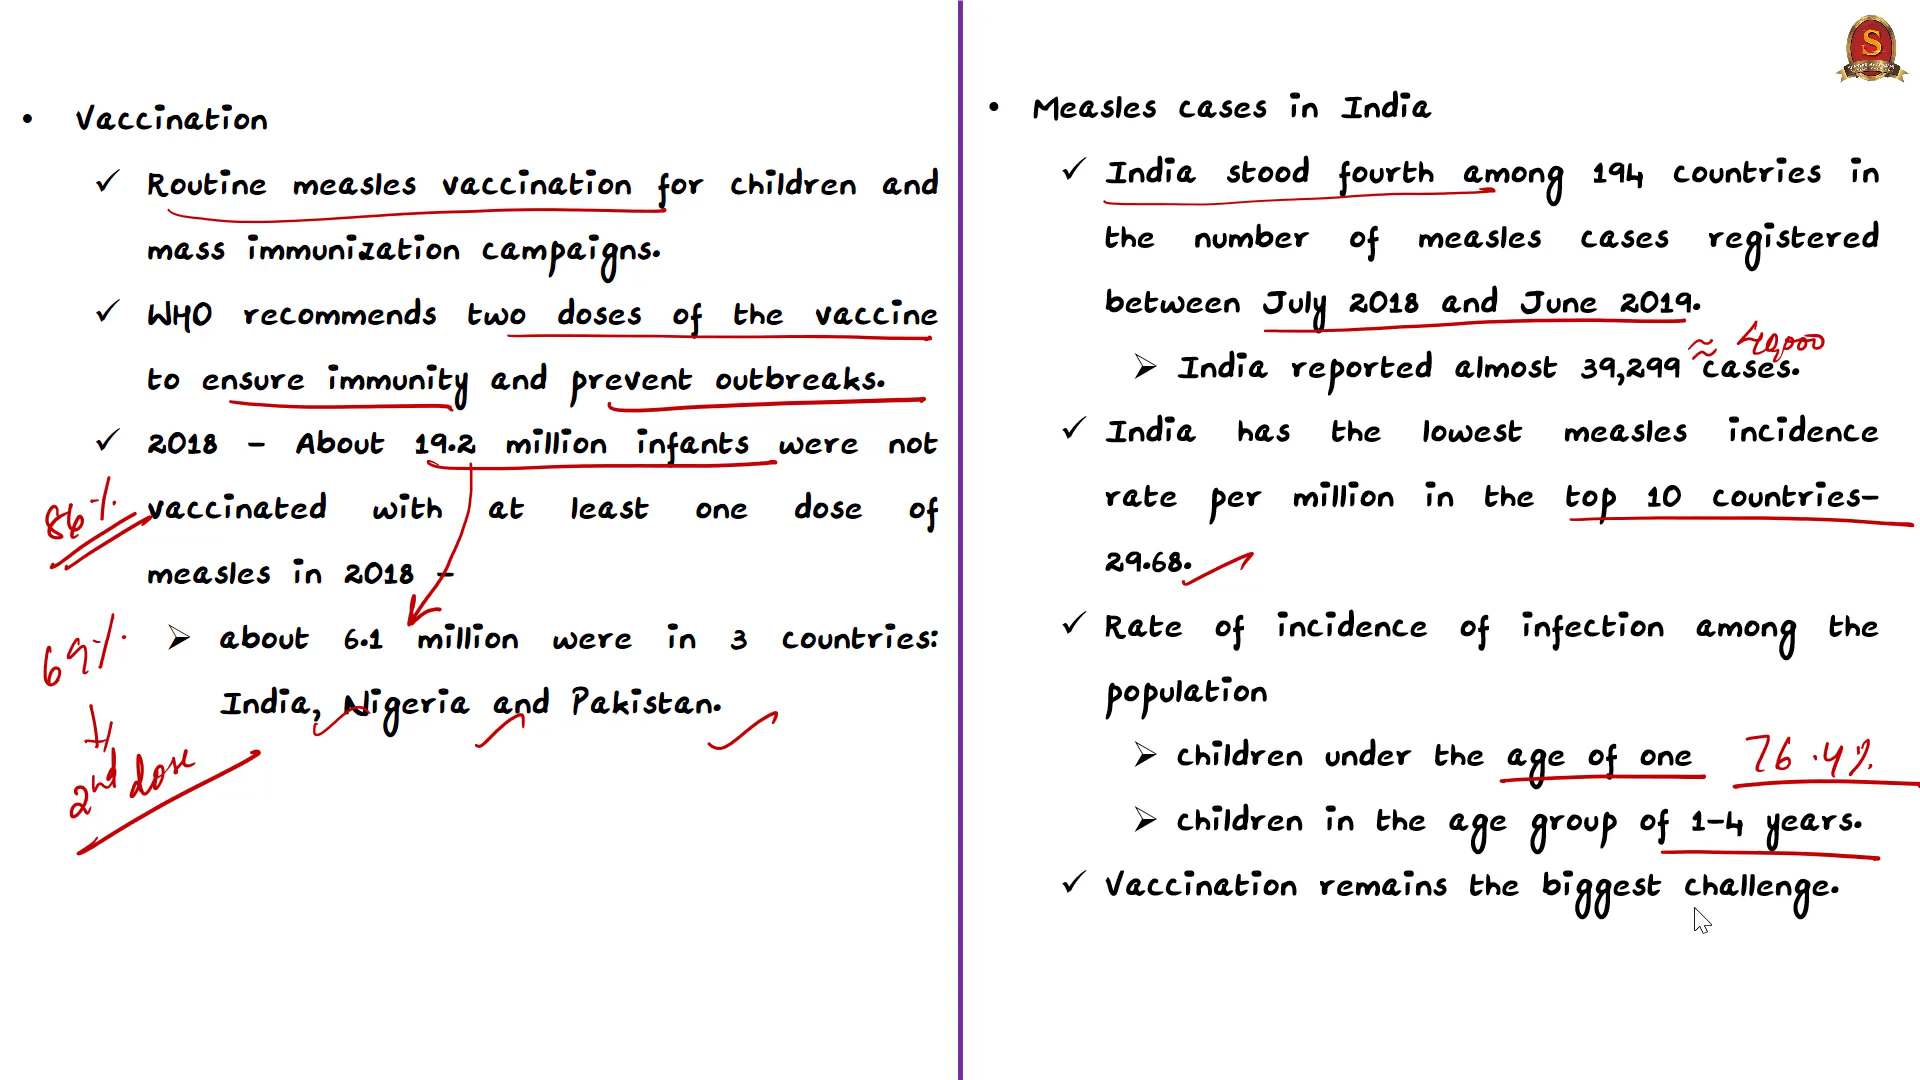 • Vaccination
✓ Routine measles vaccination for children and
mass immunization campaigns.
✓ WHO recommends two doses of the vaccine
to ensure immunity and prevent outbreaks.
✓ 2018 – About 19.2 million infants were not
86%
vaccinated with at least one dose of
measles in 2018 –
69%
➢ about 6.1 million were in 3 countries:
India, Nigeria and Pakistan.
2nd dose
S
• Measles cases in India
✓ India stood fourth among 194 countries in
the number of measles cases registered
between July 2018 and June 2019.
≈ 40,000
➢ India reported almost 39,299 cases.
✓ India has the lowest measles incidence
rate per million in the top 10 countries–
29.68.
✓ Rate of incidence of infection among the
population
➢ children under the age of one 76.4%
➢ children in the age group of 1–4 years.
✓ Vaccination remains the biggest challenge.